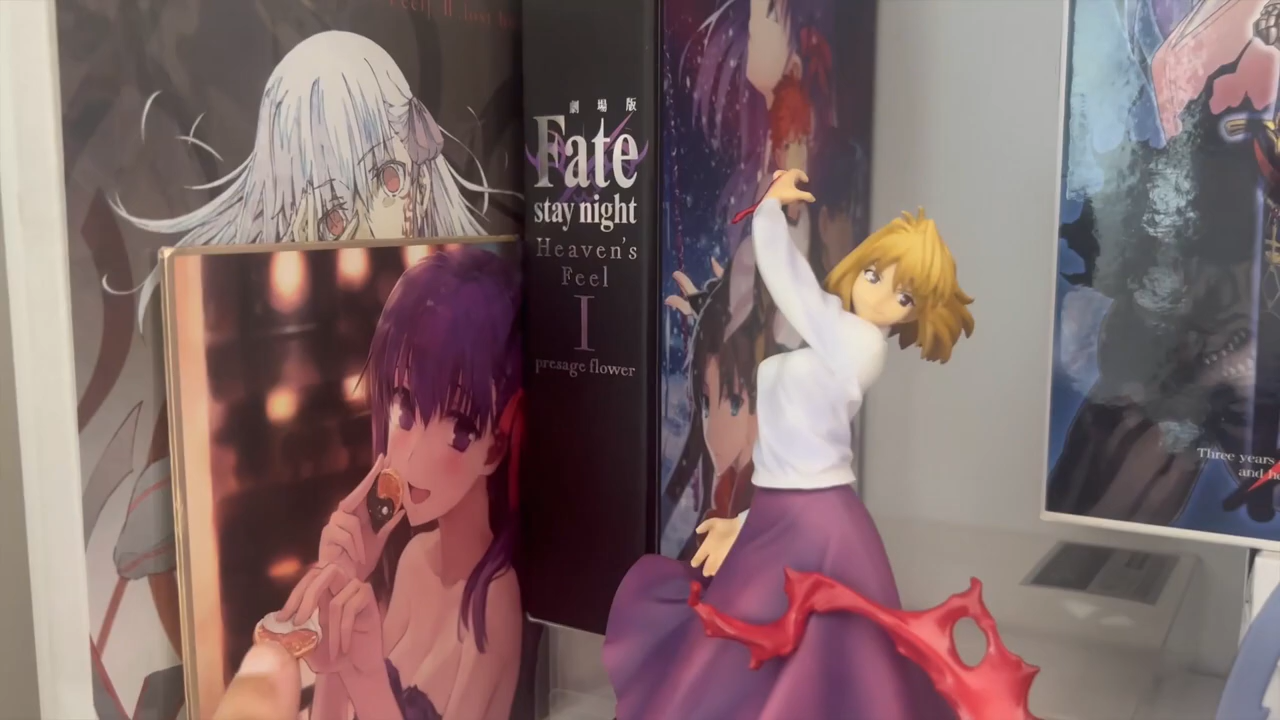 劇場版
Fate
stay night
Heaven's
Feel
I
presage flower
Three years
and h